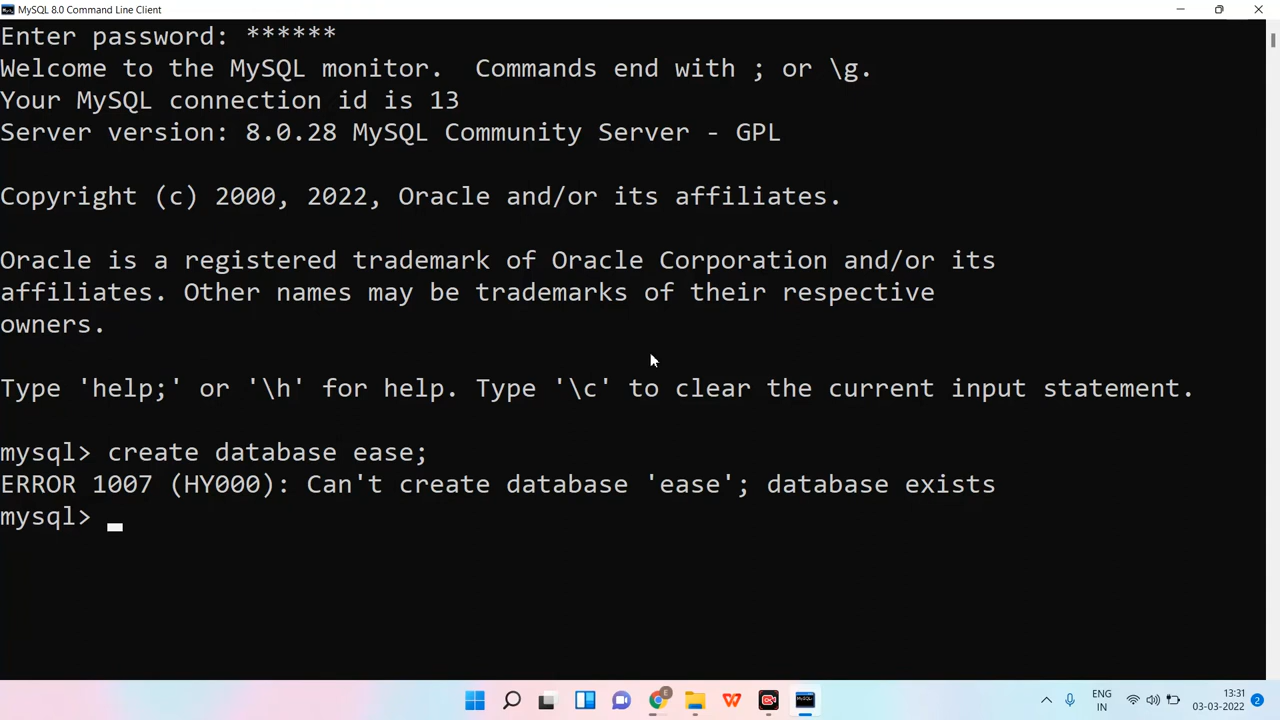 MySQL 8.0 Command Line Client
Enter password: ******
Welcome to the MySQL monitor.  Commands end with ; or \g.
Your MySQL connection id is 13
Server version: 8.0.28 MySQL Community Server - GPL
Copyright (c) 2000, 2022, Oracle and/or its affiliates.
Oracle is a registered trademark of Oracle Corporation and/or its
affiliates. Other names may be trademarks of their respective
owners.
Type 'help;' or '\h' for help. Type '\c' to clear the current input statement.
mysql> create database ease;
ERROR 1007 (HY000): Can't create database 'ease'; database exists
mysql>
E
W
ENG
IN
13:31
03-03-2022
2